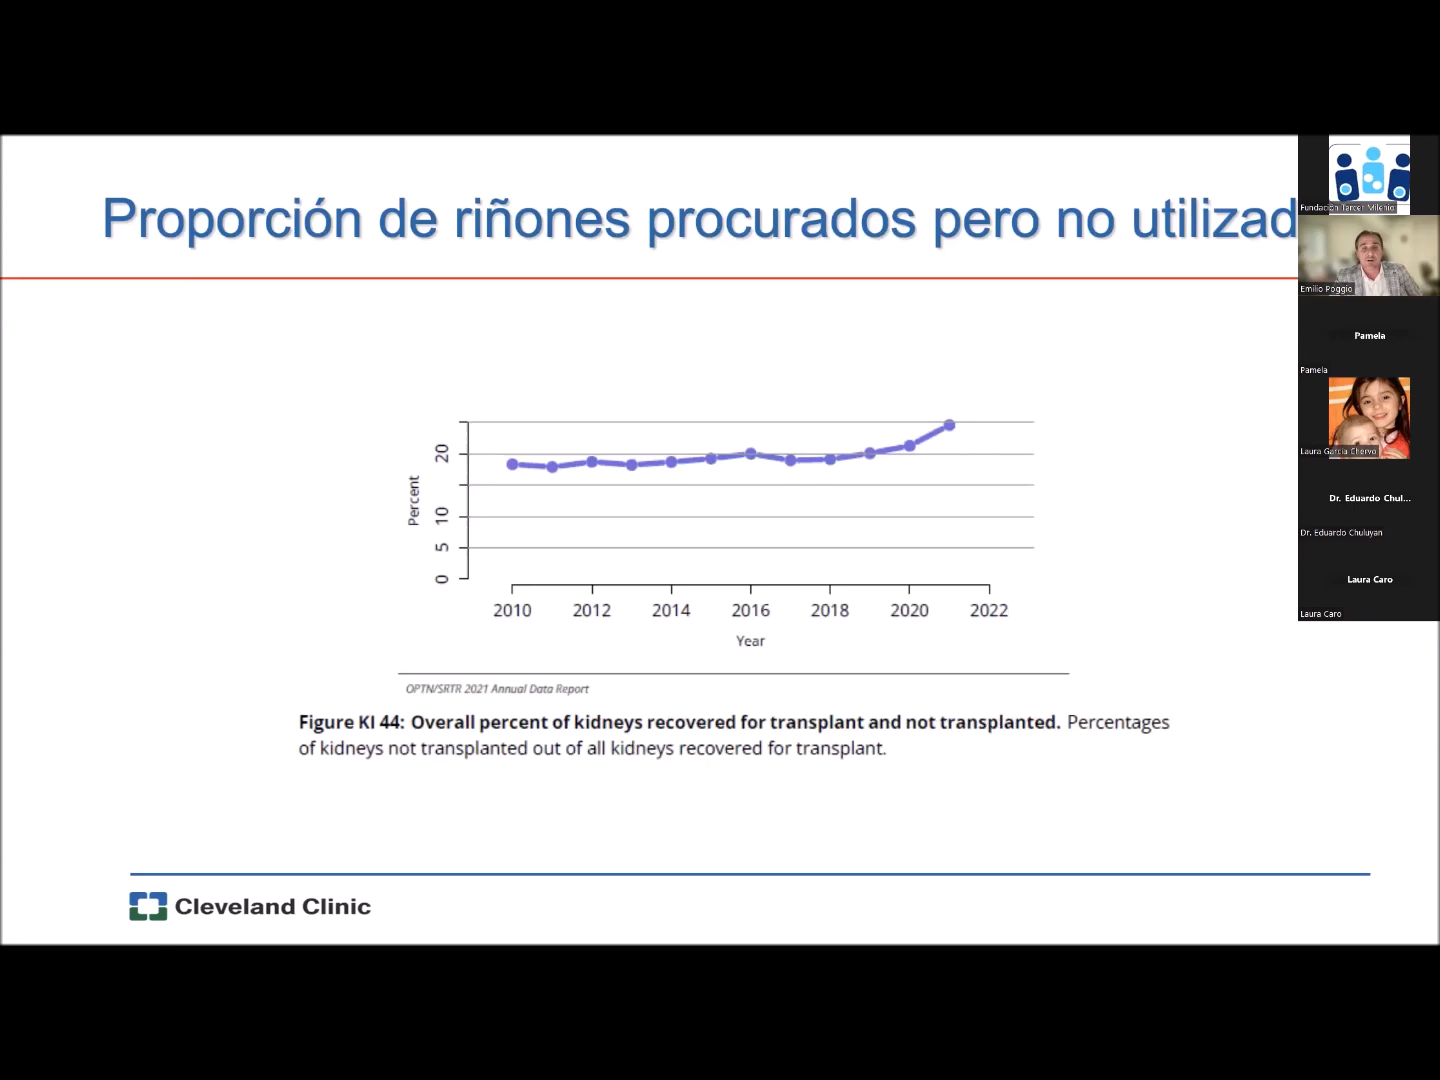 Proporción de riñones procurados pero no utilizad
Percent
20
10
5
0
2010 2012 2014 2016 2018 2020 2022
Year
OPTN/SRTR 2021 Annual Data Report
Figure KI 44: Overall percent of kidneys recovered for transplant and not transplanted. Percentages
of kidneys not transplanted out of all kidneys recovered for transplant.
Cleveland Clinic
Fundación Tercer Milenio
Emilio Poggio
Pamela
Pamela
Laura Garcia Chervo
Dr. Eduardo Chul...
Dr. Eduardo Chuluyan
Laura Caro
Laura Caro